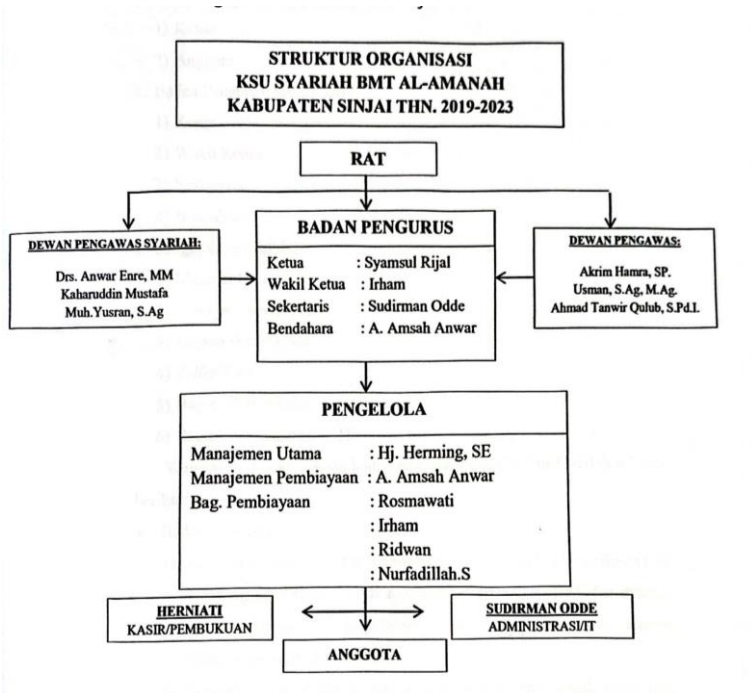 STRUKTUR ORGANISASI
KSU SYARIAH BMT AL-AMANAH
KABUPATEN SINJAI THN. 2019-2023
RAT
DEWAN PENGAWAS SYARIAH:
Drs. Anwar Enre, MM
Kaharuddin Mustafa
Muh.Yusran, S.Ag
BADAN PENGURUS
Ketua : Syamsul Rijal
Wakil Ketua : Irham
Sekertaris : Sudirman Odde
Bendahara : A. Amsah Anwar
DEWAN PENGAWAS:
Akrim Hamra, SP.
Usman, S.Ag, M.Ag.
Ahmad Tanwir Qulub, S.Pd.I.
PENGELOLA
Manajemen Utama : Hj. Herming, SE
Manajemen Pembiayaan : A. Amsah Anwar
Bag. Pembiayaan : Rosmawati
: Irham
: Ridwan
: Nurfadillah.S
HERNIATI
KASIR/PEMBUKUAN
SUDIRMAN ODDE
ADMINISTRASI/IT
ANGGOTA